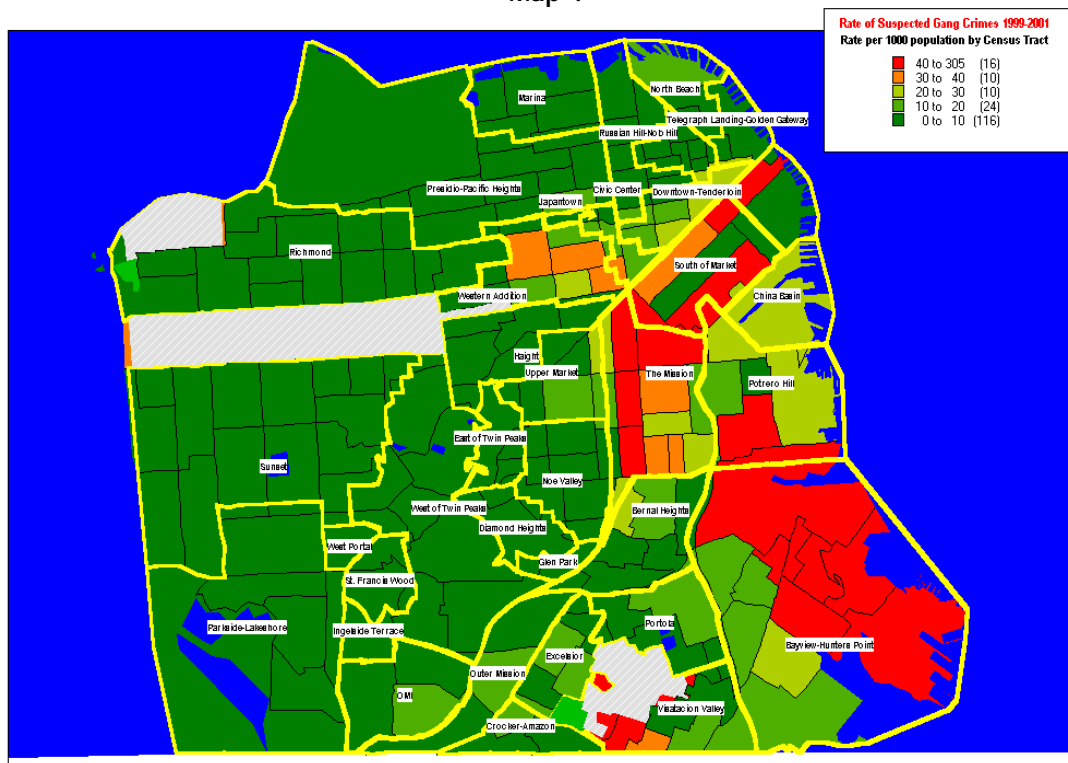 Rate of Suspected Gang Crimes 1999-2001
Rate per 1000 population by Census Tract
40 to 305 (16)
30 to 40 (10)
20 to 30 (10)
10 to 20 (24)
0 to 10 (116)
North Beach
Marina
Telegraph Landing-Golden Gateway
Russian Hill-Nob Hill
Presidio-Pacific Heights
Civic Center
Downtown-Tenderloin
Japantown
Richmond
South of Market
Western Addition
China Basin
Haight
Upper Market
The Mission
Potrero Hill
East of Twin Peaks
Sunset
Noe Valley
West of Twin Peaks
Bernal Heights
Diamond Heights
West Portal
Glen Park
St. Francis Wood
Parkside-Lakeshore
Ingelside Terrace
Portola
Bayview-Hunters Point
Excelsior
Outer Mission
OMI
Visatacion Valley
Crocker-Amazon